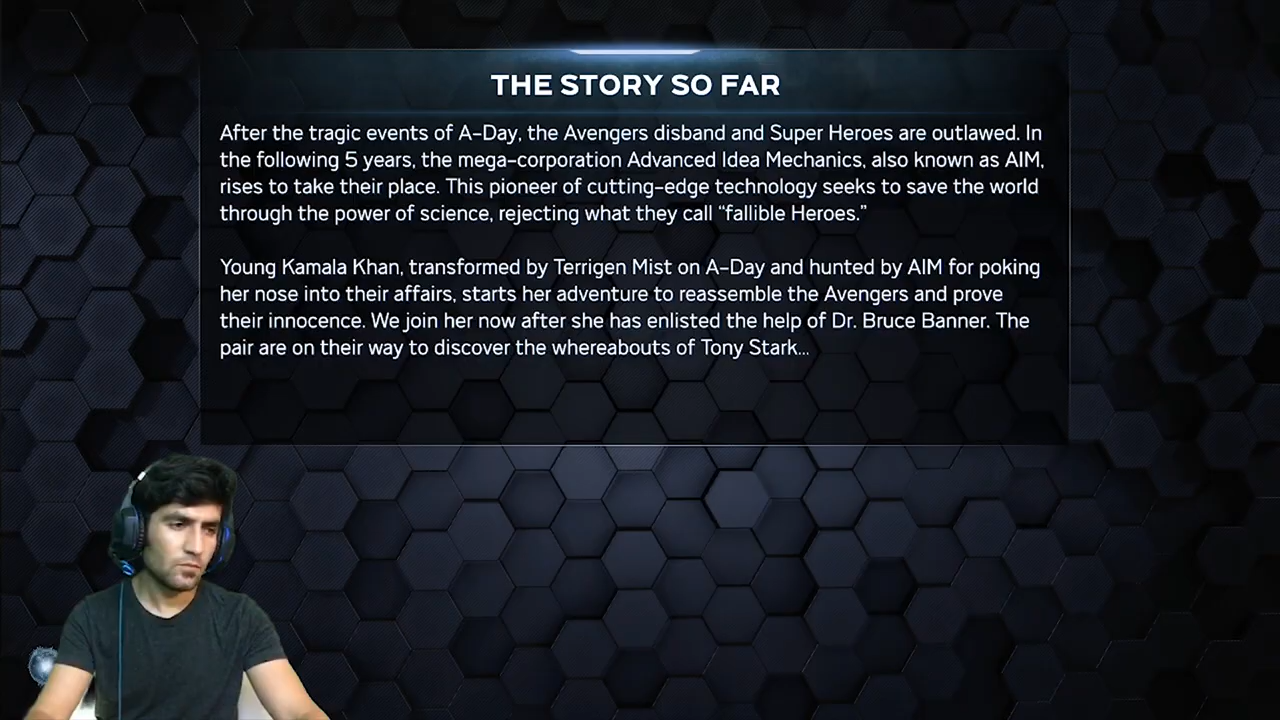 THE STORY SO FAR
After the tragic events of A-Day, the Avengers disband and Super Heroes are outlawed. In
the following 5 years, the mega-corporation Advanced Idea Mechanics, also known as AIM,
rises to take their place. This pioneer of cutting-edge technology seeks to save the world
through the power of science, rejecting what they call “fallible Heroes.”
Young Kamala Khan, transformed by Terrigen Mist on A-Day and hunted by AIM for poking
her nose into their affairs, starts her adventure to reassemble the Avengers and prove
their innocence. We join her now after she has enlisted the help of Dr. Bruce Banner. The
pair are on their way to discover the whereabouts of Tony Stark...